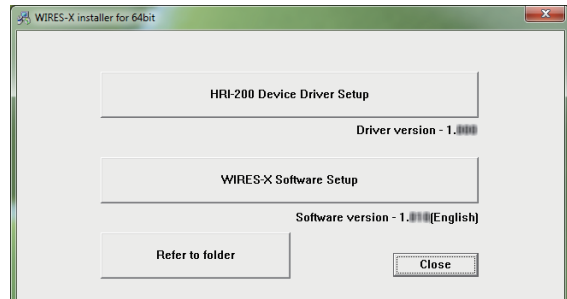 WIRES-X installer for 64bit
HRI-200 Device Driver Setup
Driver version - 1.
WIRES-X Software Setup
Software version - 1. (English)
Refer to folder
Close